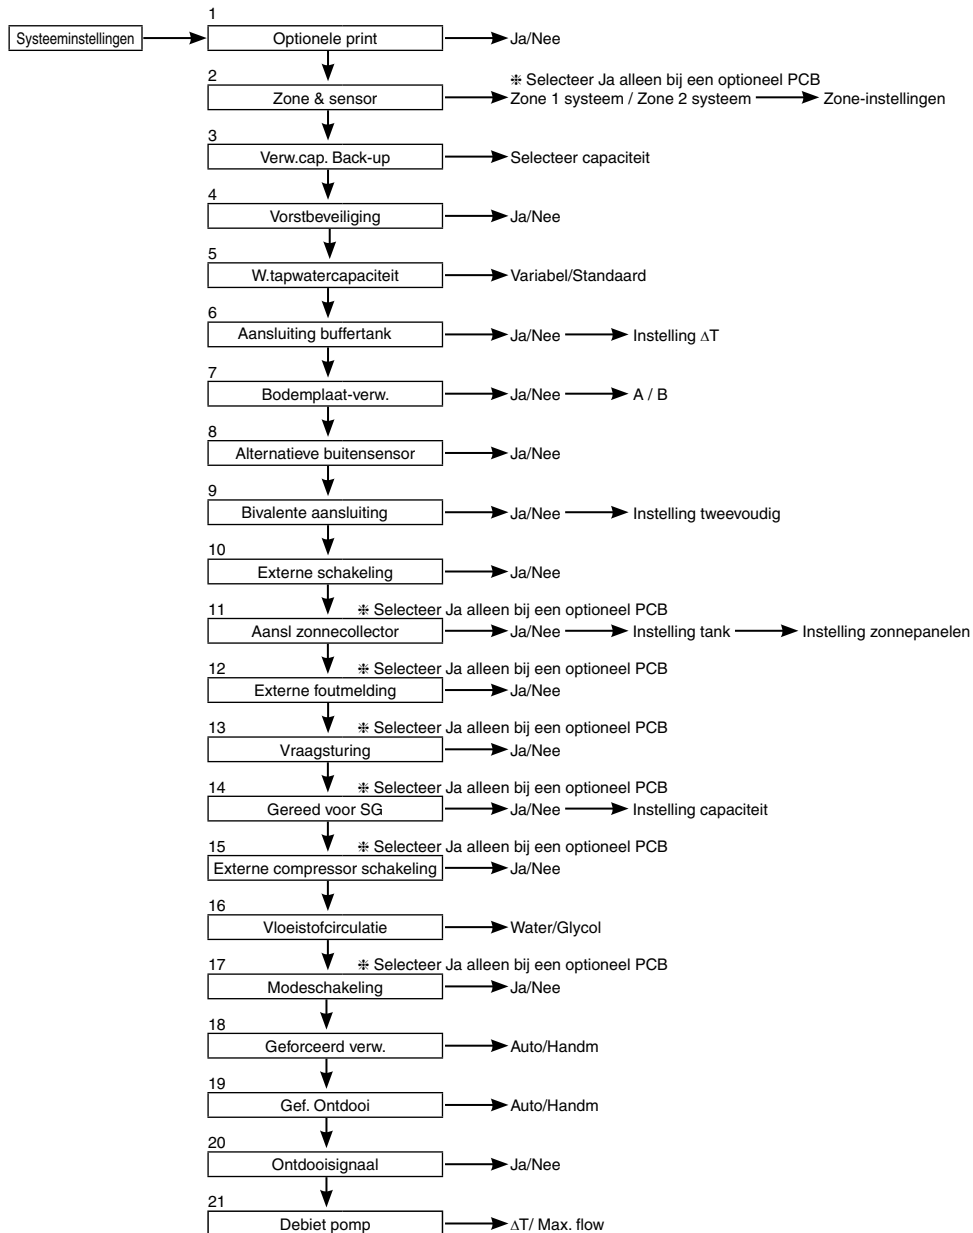 1
Systeeminstellingen Optionele print Ja/Nee
2 ⁜ Selecteer Ja alleen bij een optioneel PCB
Zone & sensor Zone 1 systeem / Zone 2 systeem Zone-instellingen
3
Verw.cap. Back-up Selecteer capaciteit
4
Vorstbeveiliging Ja/Nee
5
W.tapwatercapaciteit Variabel/Standaard
6
Aansluiting buffertank Ja/Nee Instelling ∆T
7
Bodemplaat-verw. Ja/Nee A / B
8
Alternatieve buitensensor Ja/Nee
9
Bivalente aansluiting Ja/Nee Instelling tweevoudig
10
Externe schakeling Ja/Nee
11 ⁜ Selecteer Ja alleen bij een optioneel PCB
Aansl zonnecollector Ja/Nee Instelling tank Instelling zonnepanelen
12 ⁜ Selecteer Ja alleen bij een optioneel PCB
Externe foutmelding Ja/Nee
13 ⁜ Selecteer Ja alleen bij een optioneel PCB
Vraagsturing Ja/Nee
14 ⁜ Selecteer Ja alleen bij een optioneel PCB
Gereed voor SG Ja/Nee Instelling capaciteit
15 ⁜ Selecteer Ja alleen bij een optioneel PCB
Externe compressor schakeling Ja/Nee
16
Vloeistofcirculatie Water/Glycol
17 ⁜ Selecteer Ja alleen bij een optioneel PCB
Modeschakeling Ja/Nee
18
Geforceerd verw. Auto/Handm
19
Gef. Ontdooi Auto/Handm
20
Ontdooisignaal Ja/Nee
21
Debiet pomp ∆T/ Max. flow